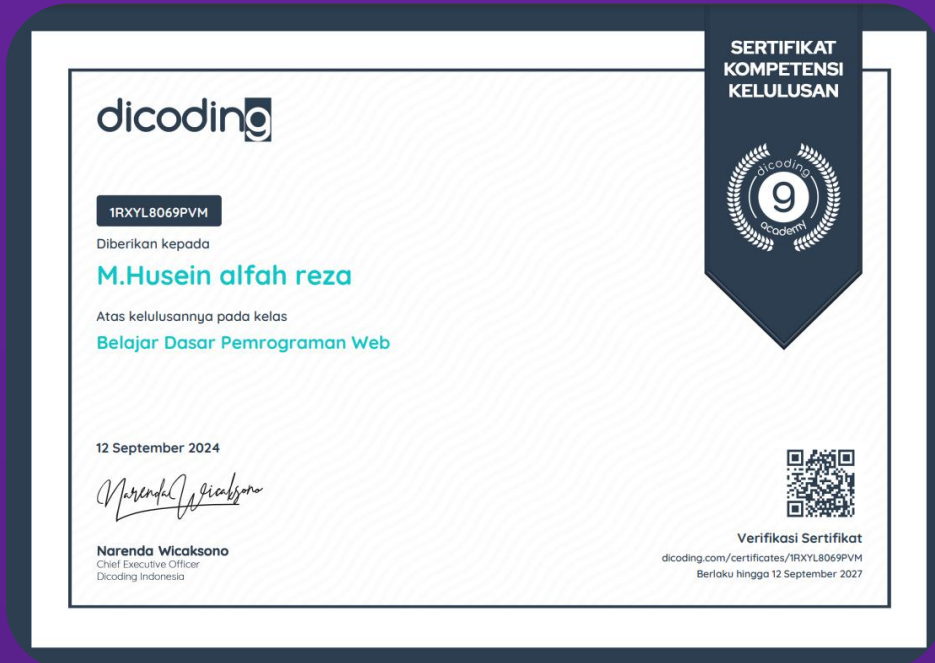 SERTIFIKAT
KOMPETENSI
KELULUSAN
dicoding
dicoding
9
academy
1RXYL8069PVM
Diberikan kepada
M.Husein alfah reza
Atas kelulusannya pada kelas
Belajar Dasar Pemrograman Web
12 September 2024
Narenda Wicaksono
Narenda Wicaksono
Chief Executive Officer
Dicoding Indonesia
Verifikasi Sertifikat
dicoding.com/certificates/1RXYL8069PVM
Berlaku hingga 12 September 2027